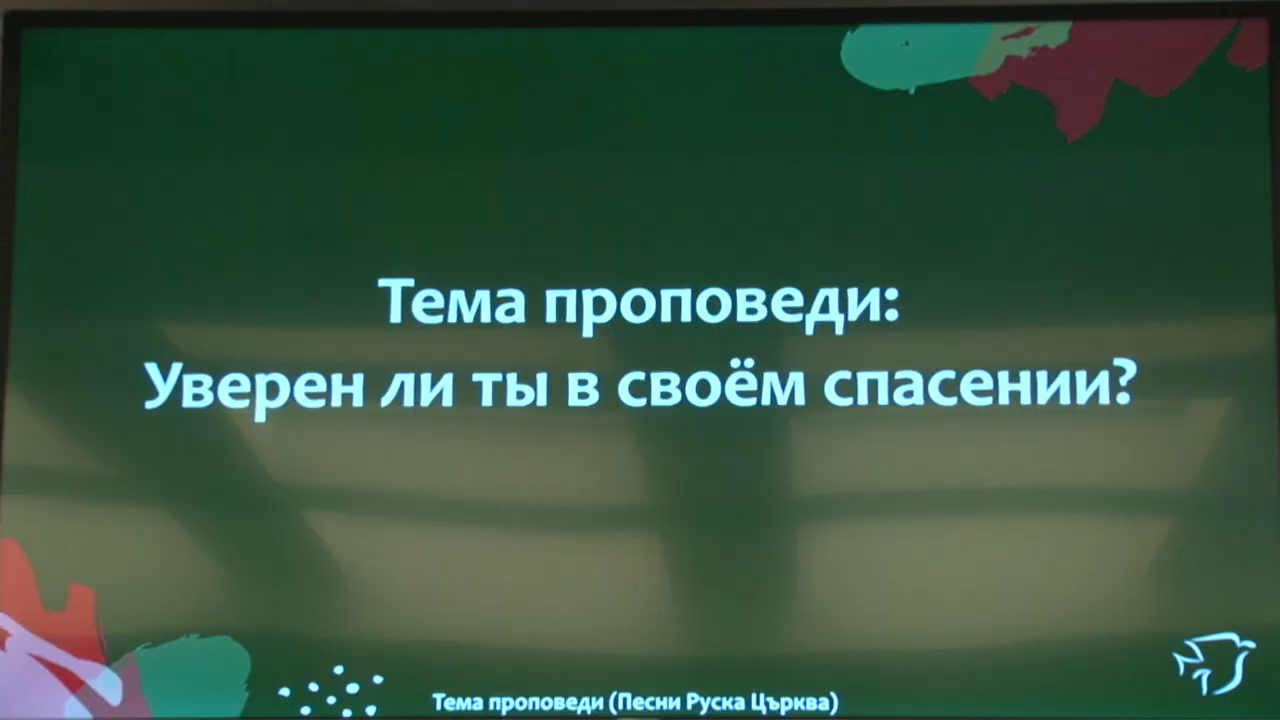 Тема проповеди:
Уверен ли ты в своём спасении?
Тема проповеди (Песни Руска Църква)